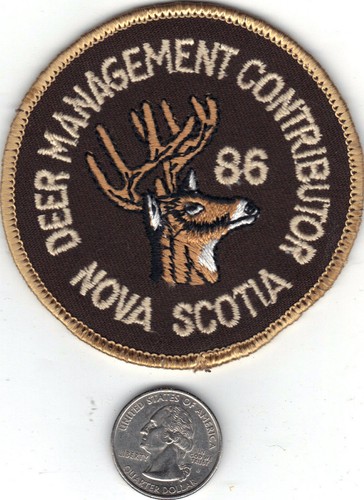 DEER MANAGEMENT CONTRIBUTOR
86
NOVA SCOTIA
UNITED STATES OF AMERICA
LIBERTY
QUARTER DOLLAR